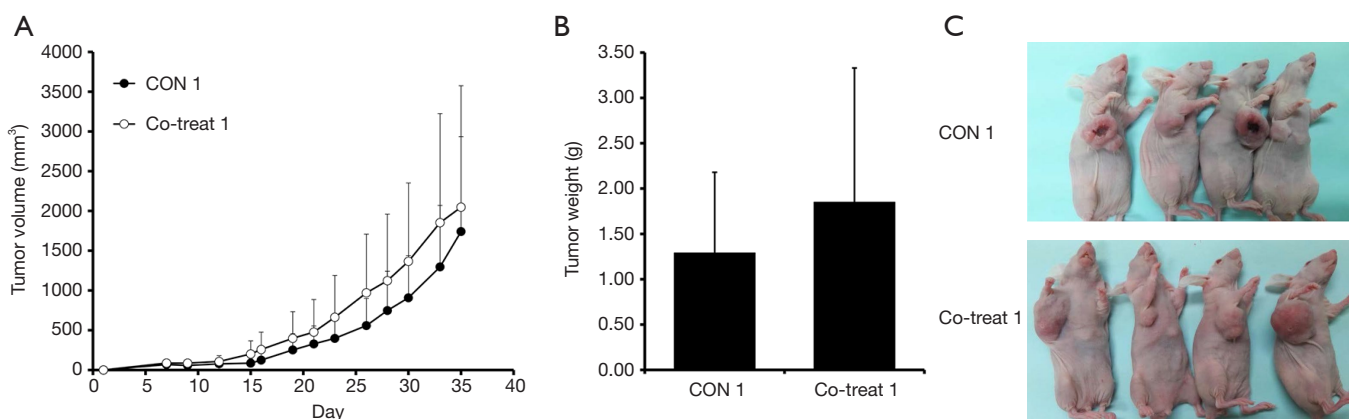 A
Tumor volume (mm³)
4000
3500
3000
2500
2000
1500
1000
500
0
CON 1
Co-treat 1
0 5 10 15 20 25 30 35 40
Day
B
Tumor weight (g)
3.50
3.00
2.50
2.00
1.50
1.00
0.50
0.00
CON 1 Co-treat 1
C
CON 1
Co-treat 1